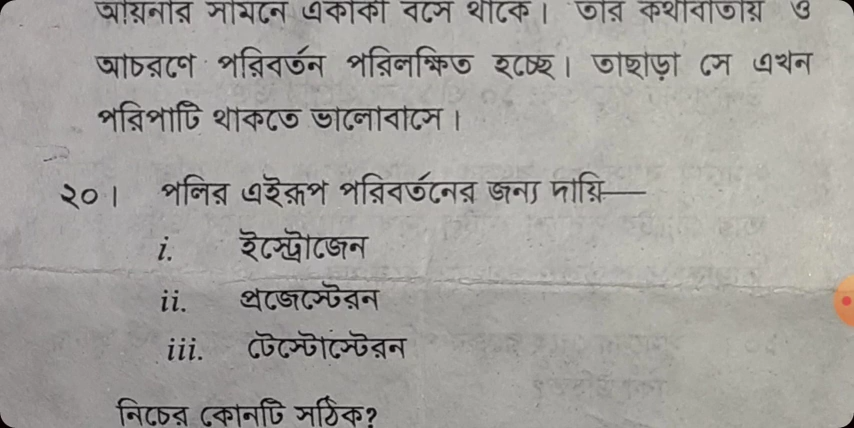 আয়নার সামনে একাকী বসে থাকে। তার কথাবার্তায় ও
আচরণে পরিবর্তন পরিলক্ষিত হচ্ছে। তাছাড়া সে এখন
পরিপাটি থাকতে ভালোবাসে।
২০। পলির এইরূপ পরিবর্তনের জন্য দায়ি—
i. ইস্ট্রোজেন
ii. প্রজেস্টেরন
iii. টেস্টোস্টেরন
নিচের কোনটি সঠিক?